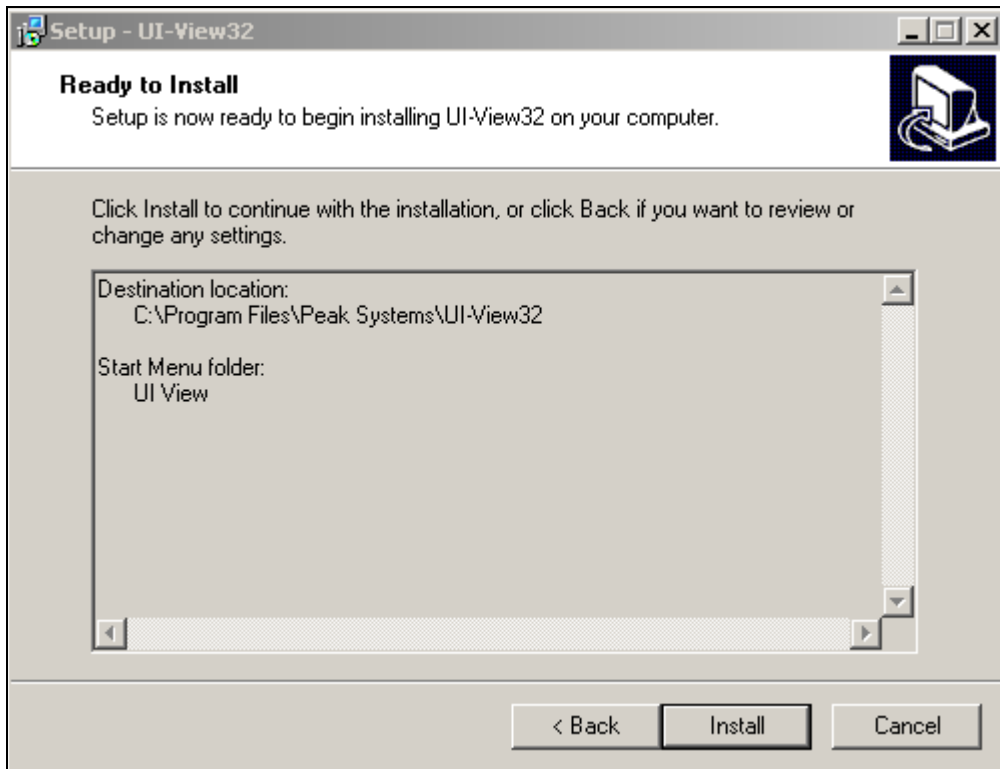 Setup - UI-View32
Ready to Install
Setup is now ready to begin installing UI-View32 on your computer.
Click Install to continue with the installation, or click Back if you want to review or
change any settings.
Destination location:
C:\Program Files\Peak Systems\UI-View32
Start Menu folder:
UI View
< Back
Install
Cancel